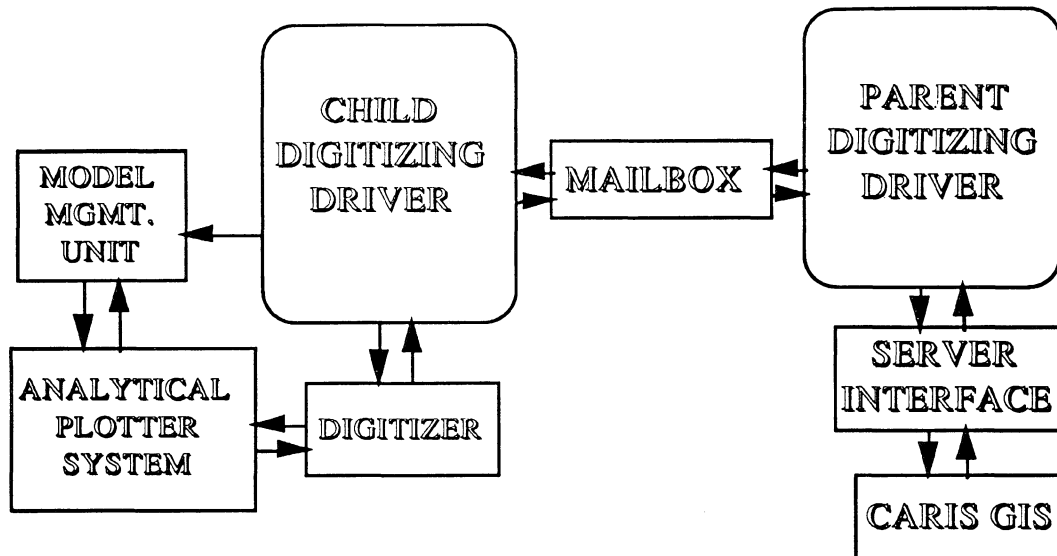 CHILD
DIGITIZING
DRIVER
PARENT
DIGITIZING
DRIVER
MAILBOX
MODEL
MGMT.
UNIT
ANALYTICAL
PLOTTER
SYSTEM
DIGITIZER
SERVER
INTERFACE
CARIS GIS